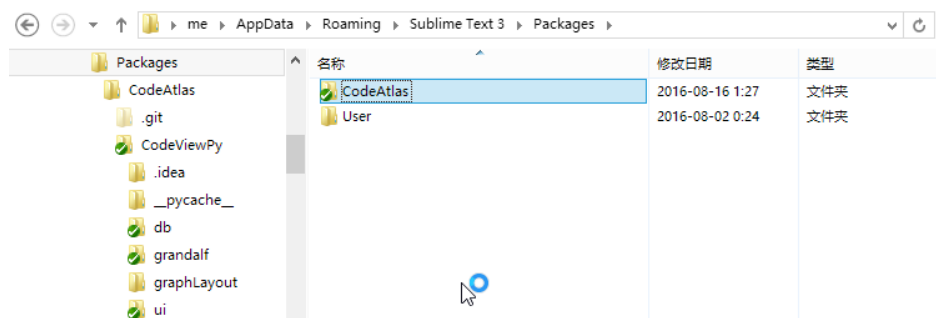 me AppData Roaming Sublime Text 3 Packages
Packages
CodeAtlas
.git
CodeViewPy
.idea
__pycache__
db
grandalf
graphLayout
ui
名称 修改日期 类型
CodeAtlas 2016-08-16 1:27 文件夹
User 2016-08-02 0:24 文件夹